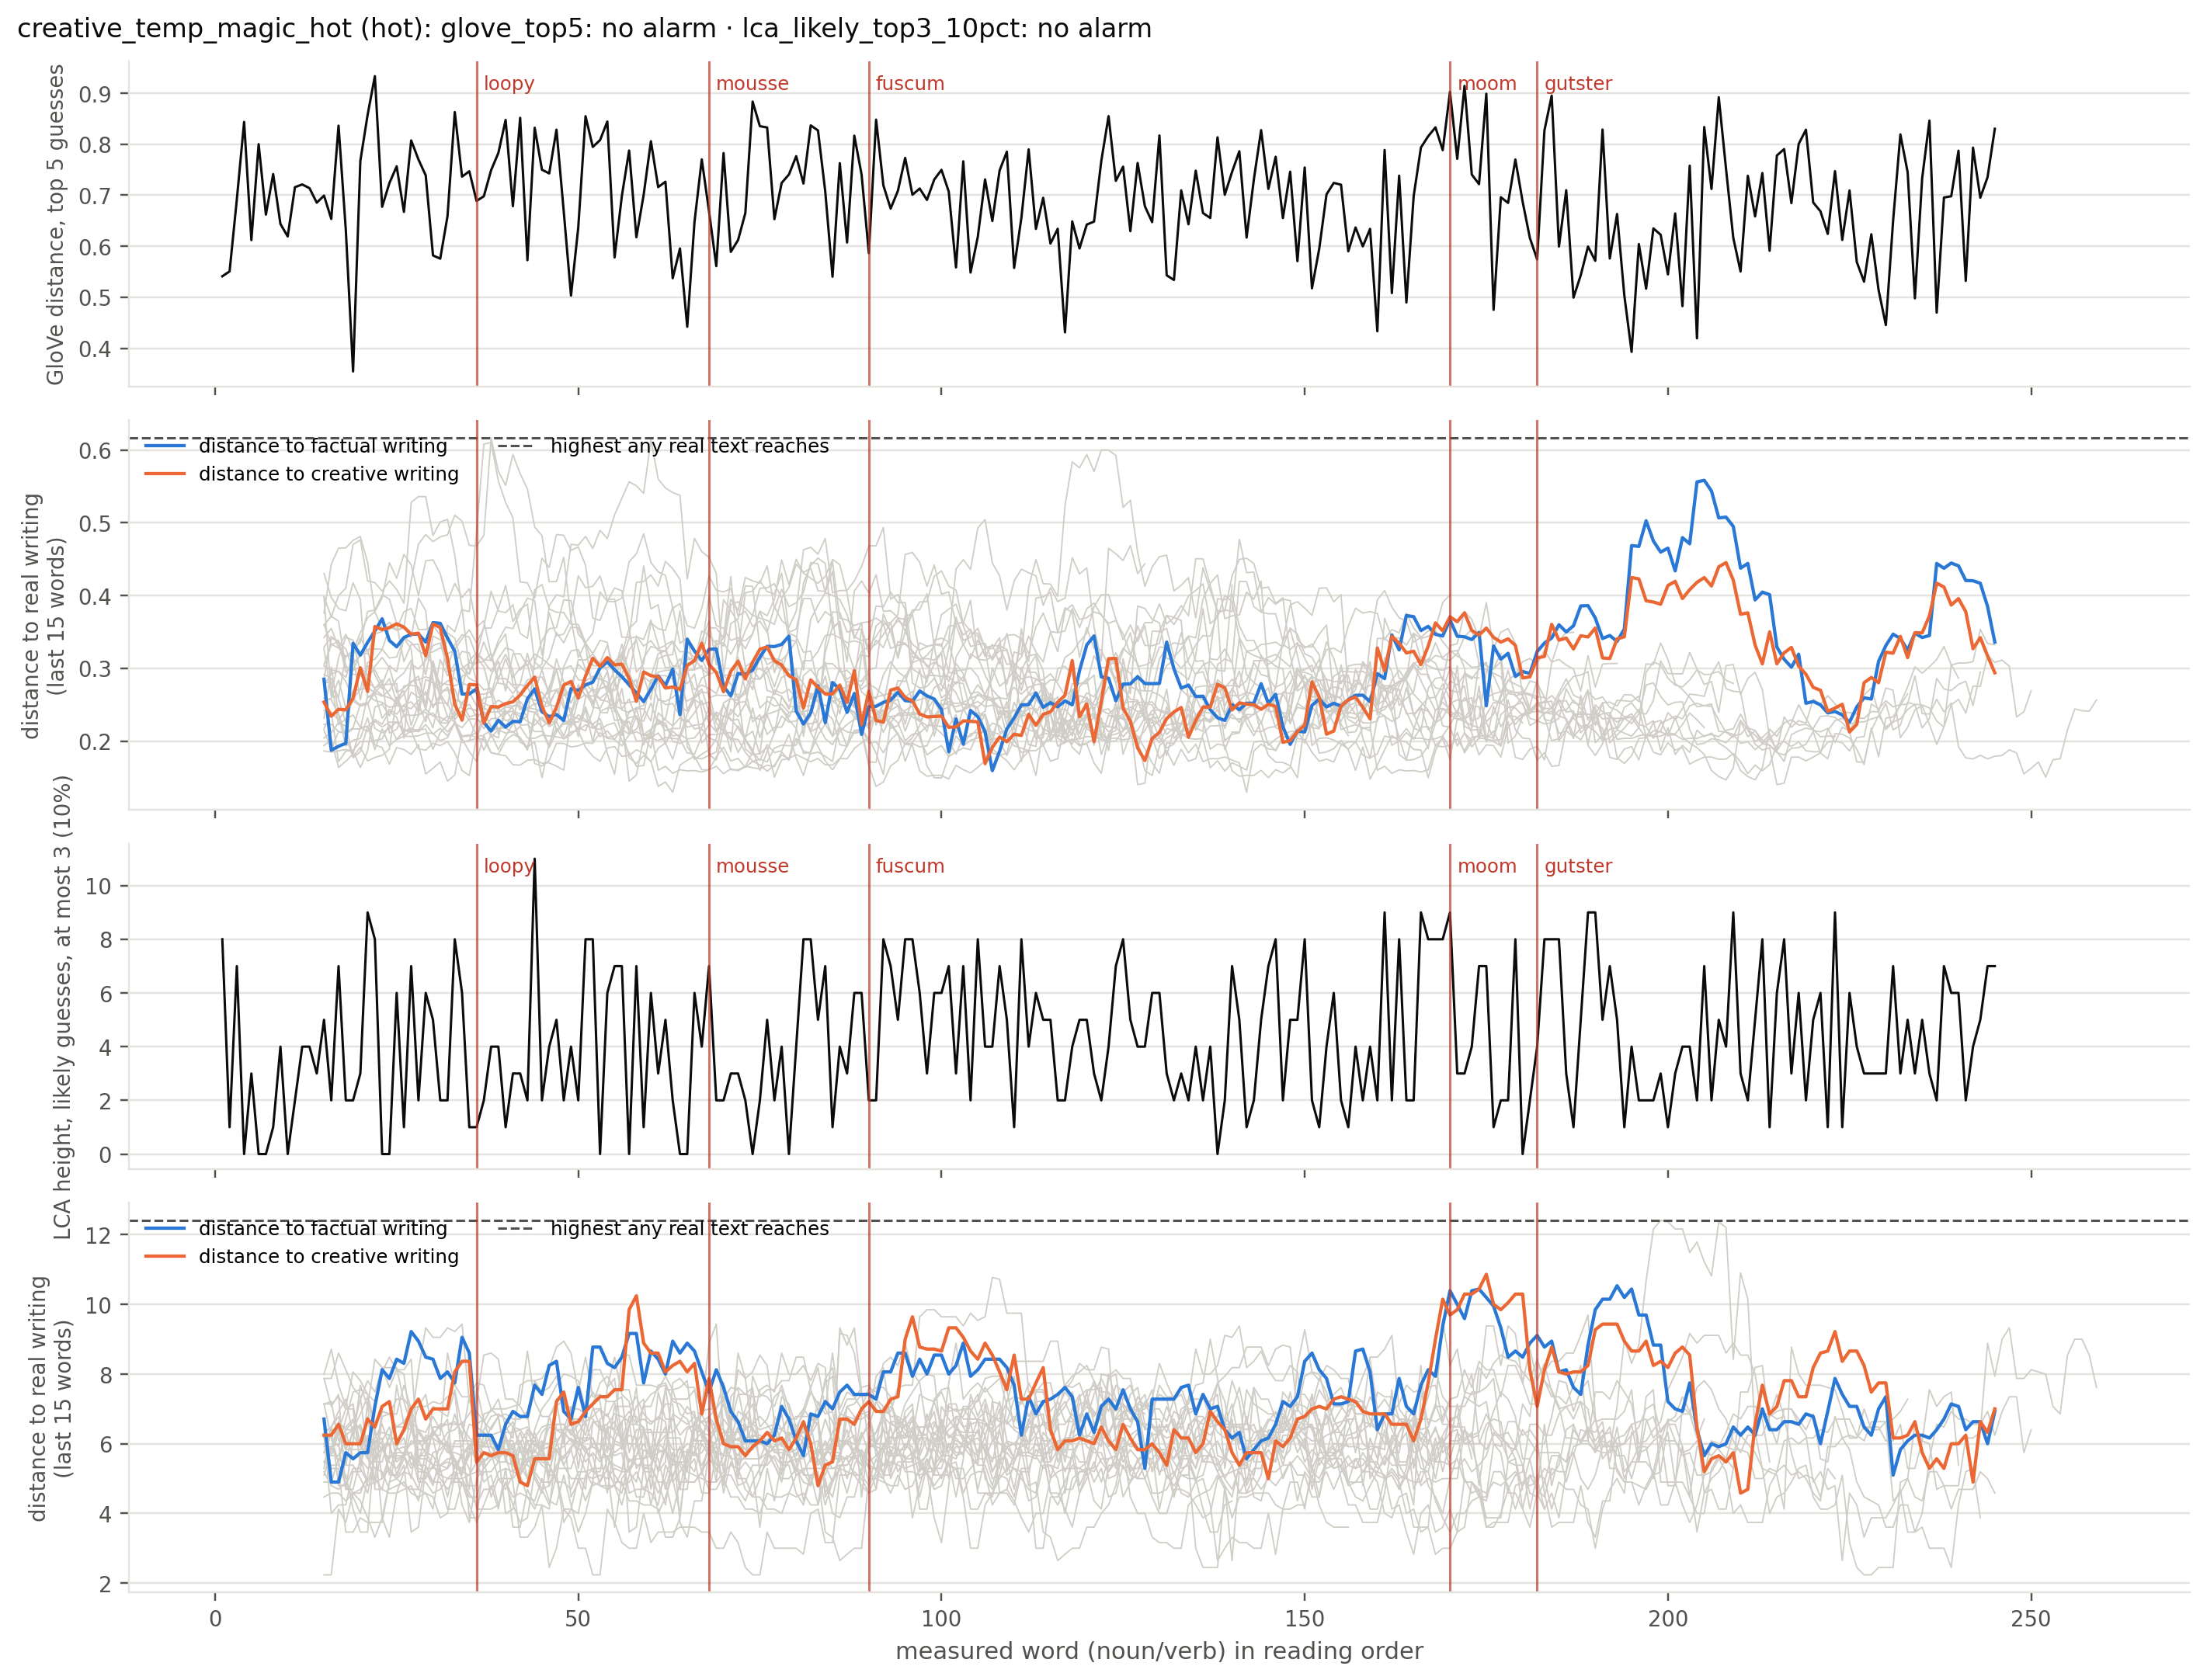 creative_temp_magic_hot (hot): glove_top5: no alarm · lca_likely_top3_10pct: no alarm
GloVe distance, top 5 guesses
0.9
0.8
0.7
0.6
0.5
0.4
loopy
mousse
fuscum
moom
gutster
distance to real writing
(last 15 words)
0.6
0.5
0.4
0.3
0.2
distance to factual writing
distance to creative writing
highest any real text reaches
LCA height, likely guesses, at most 3 (10%)
10
8
6
4
2
0
loopy
mousse
fuscum
moom
gutster
distance to real writing
(last 15 words)
12
10
8
6
4
2
distance to factual writing
distance to creative writing
highest any real text reaches
0
50
100
150
200
250
measured word (noun/verb) in reading order